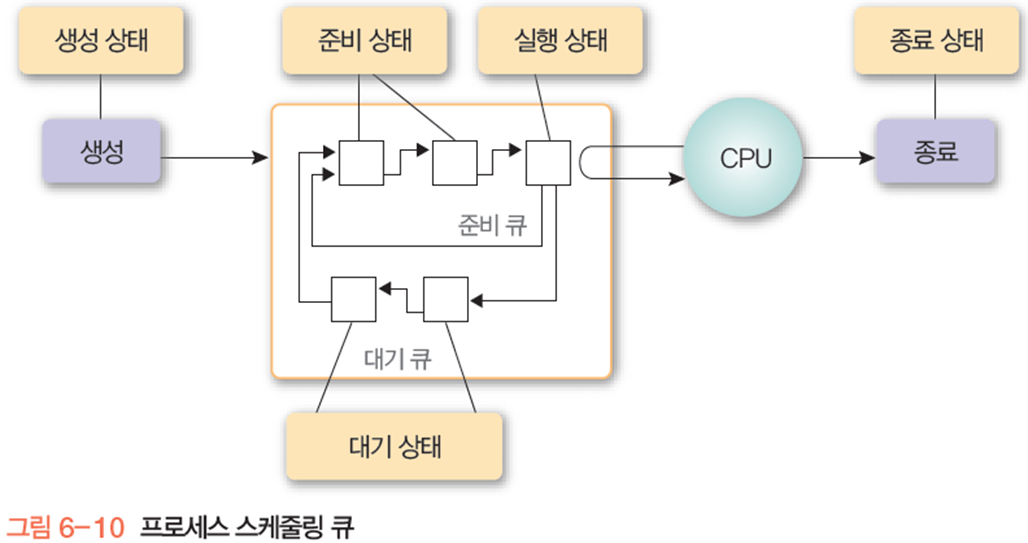 생성 상태
준비 상태
실행 상태
종료 상태
생성
CPU
종료
준비 큐
대기 큐
대기 상태
그림 6-10 프로세스 스케줄링 큐